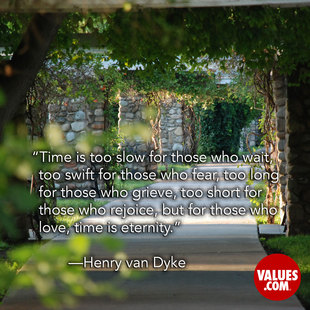 “Time is too slow for those who wait,
too swift for those who fear, too long
for those who grieve, too short for
those who rejoice, but for those who
love, time is eternity.”
—Henry van Dyke
VALUES
.COM